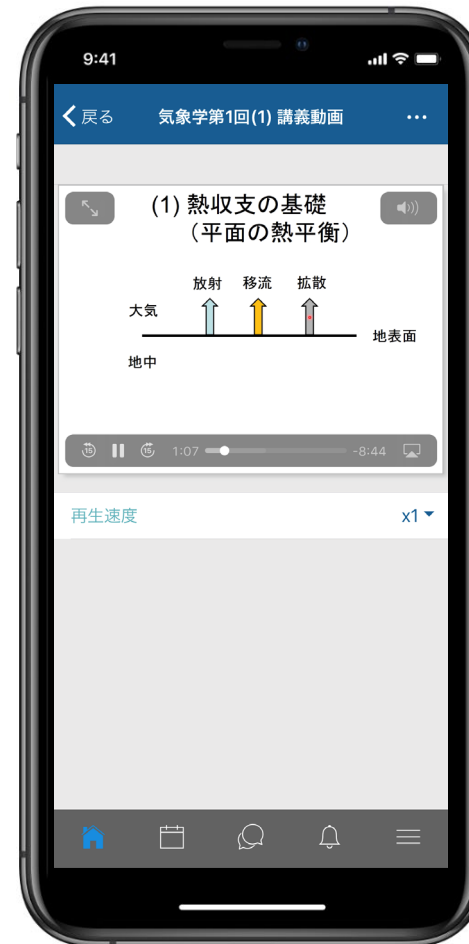 9:41
戻る 気象学第1回(1) 講義動画 ...
(1) 熱収支の基礎
（平面の熱平衡）
放射 移流 拡散
大気
地表面
地中
15 15 1:07 -8:44
再生速度 x1